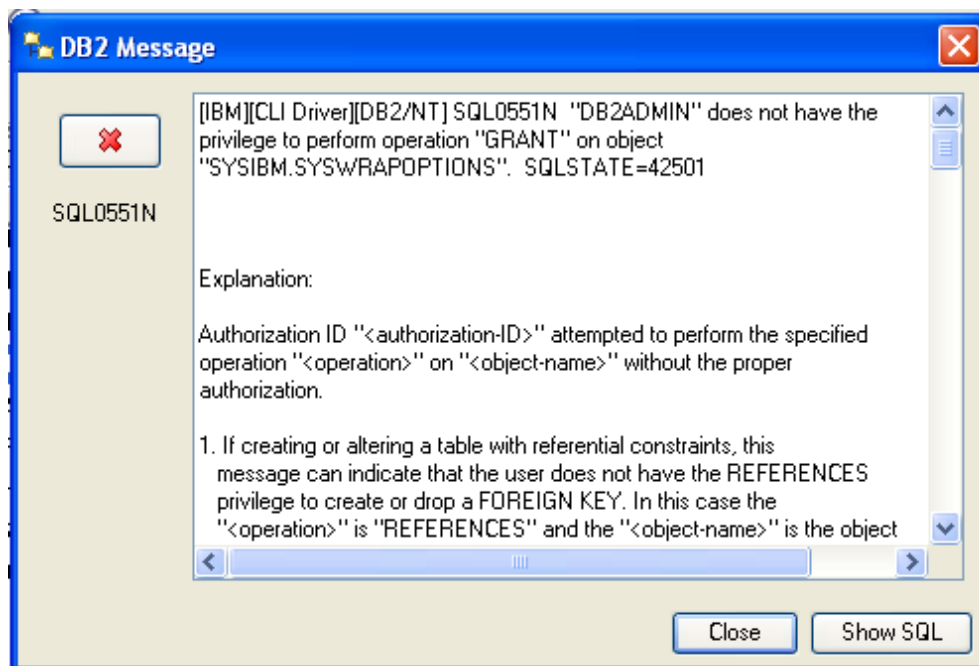 DB2 Message
[IBM][CLI Driver][DB2/NT] SQL0551N  "DB2ADMIN" does not have the
privilege to perform operation "GRANT" on object
"SYSIBM.SYSWRAPOPTIONS".  SQLSTATE=42501
SQL0551N
Explanation:
Authorization ID "<authorization-ID>" attempted to perform the specified
operation "<operation>" on "<object-name>" without the proper
authorization.
1. If creating or altering a table with referential constraints, this
message can indicate that the user does not have the REFERENCES
privilege to create or drop a FOREIGN KEY. In this case the
"<operation>" is "REFERENCES" and the "<object-name>" is the object
Close
Show SQL